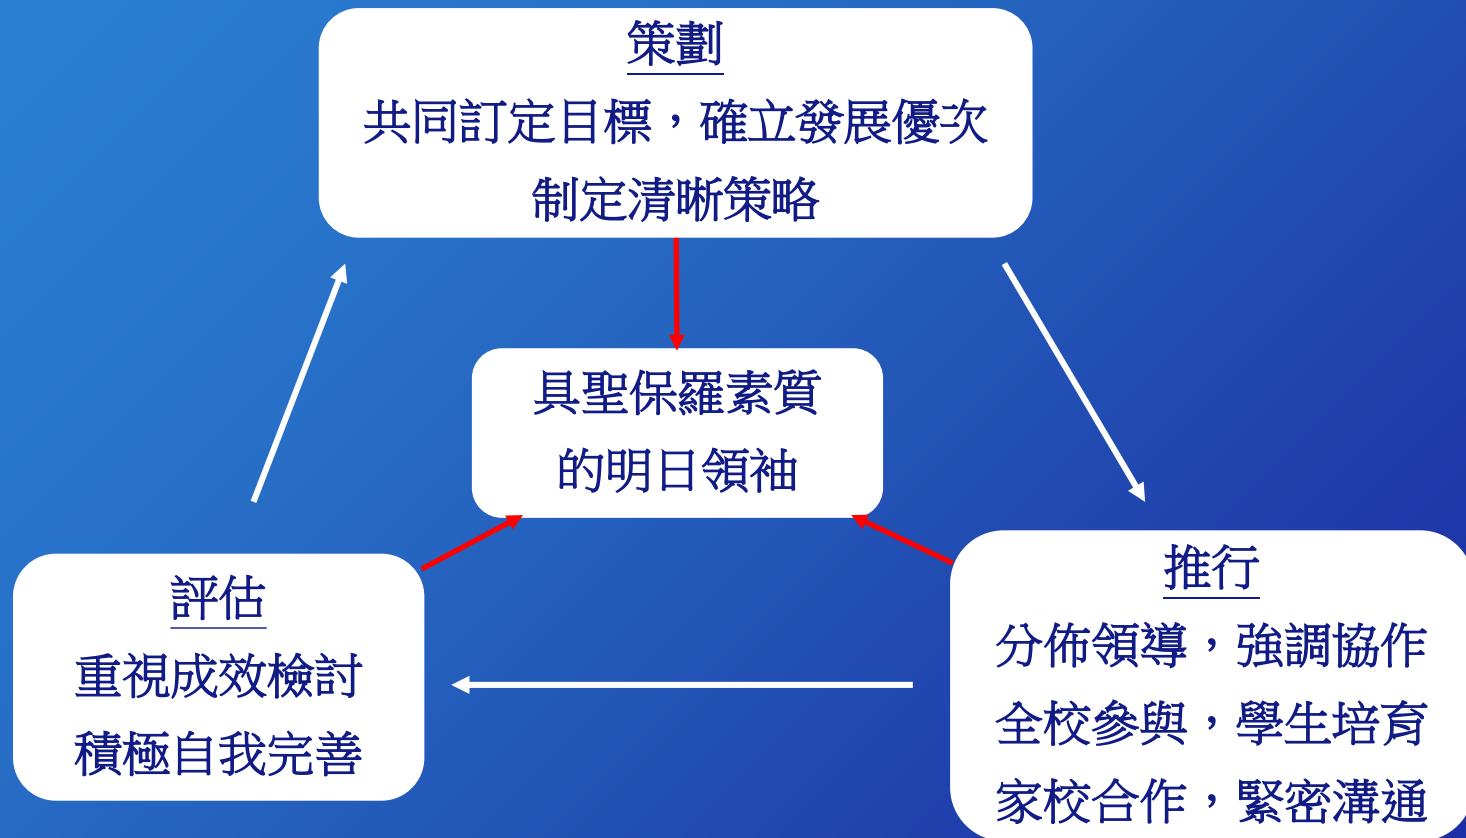 策劃
共同訂定目標，確立發展優次
制定清晰策略
具聖保羅素質
的明日領袖
評估
重視成效檢討
積極自我完善
推行
分佈領導，強調協作
全校參與，學生培育
家校合作，緊密溝通